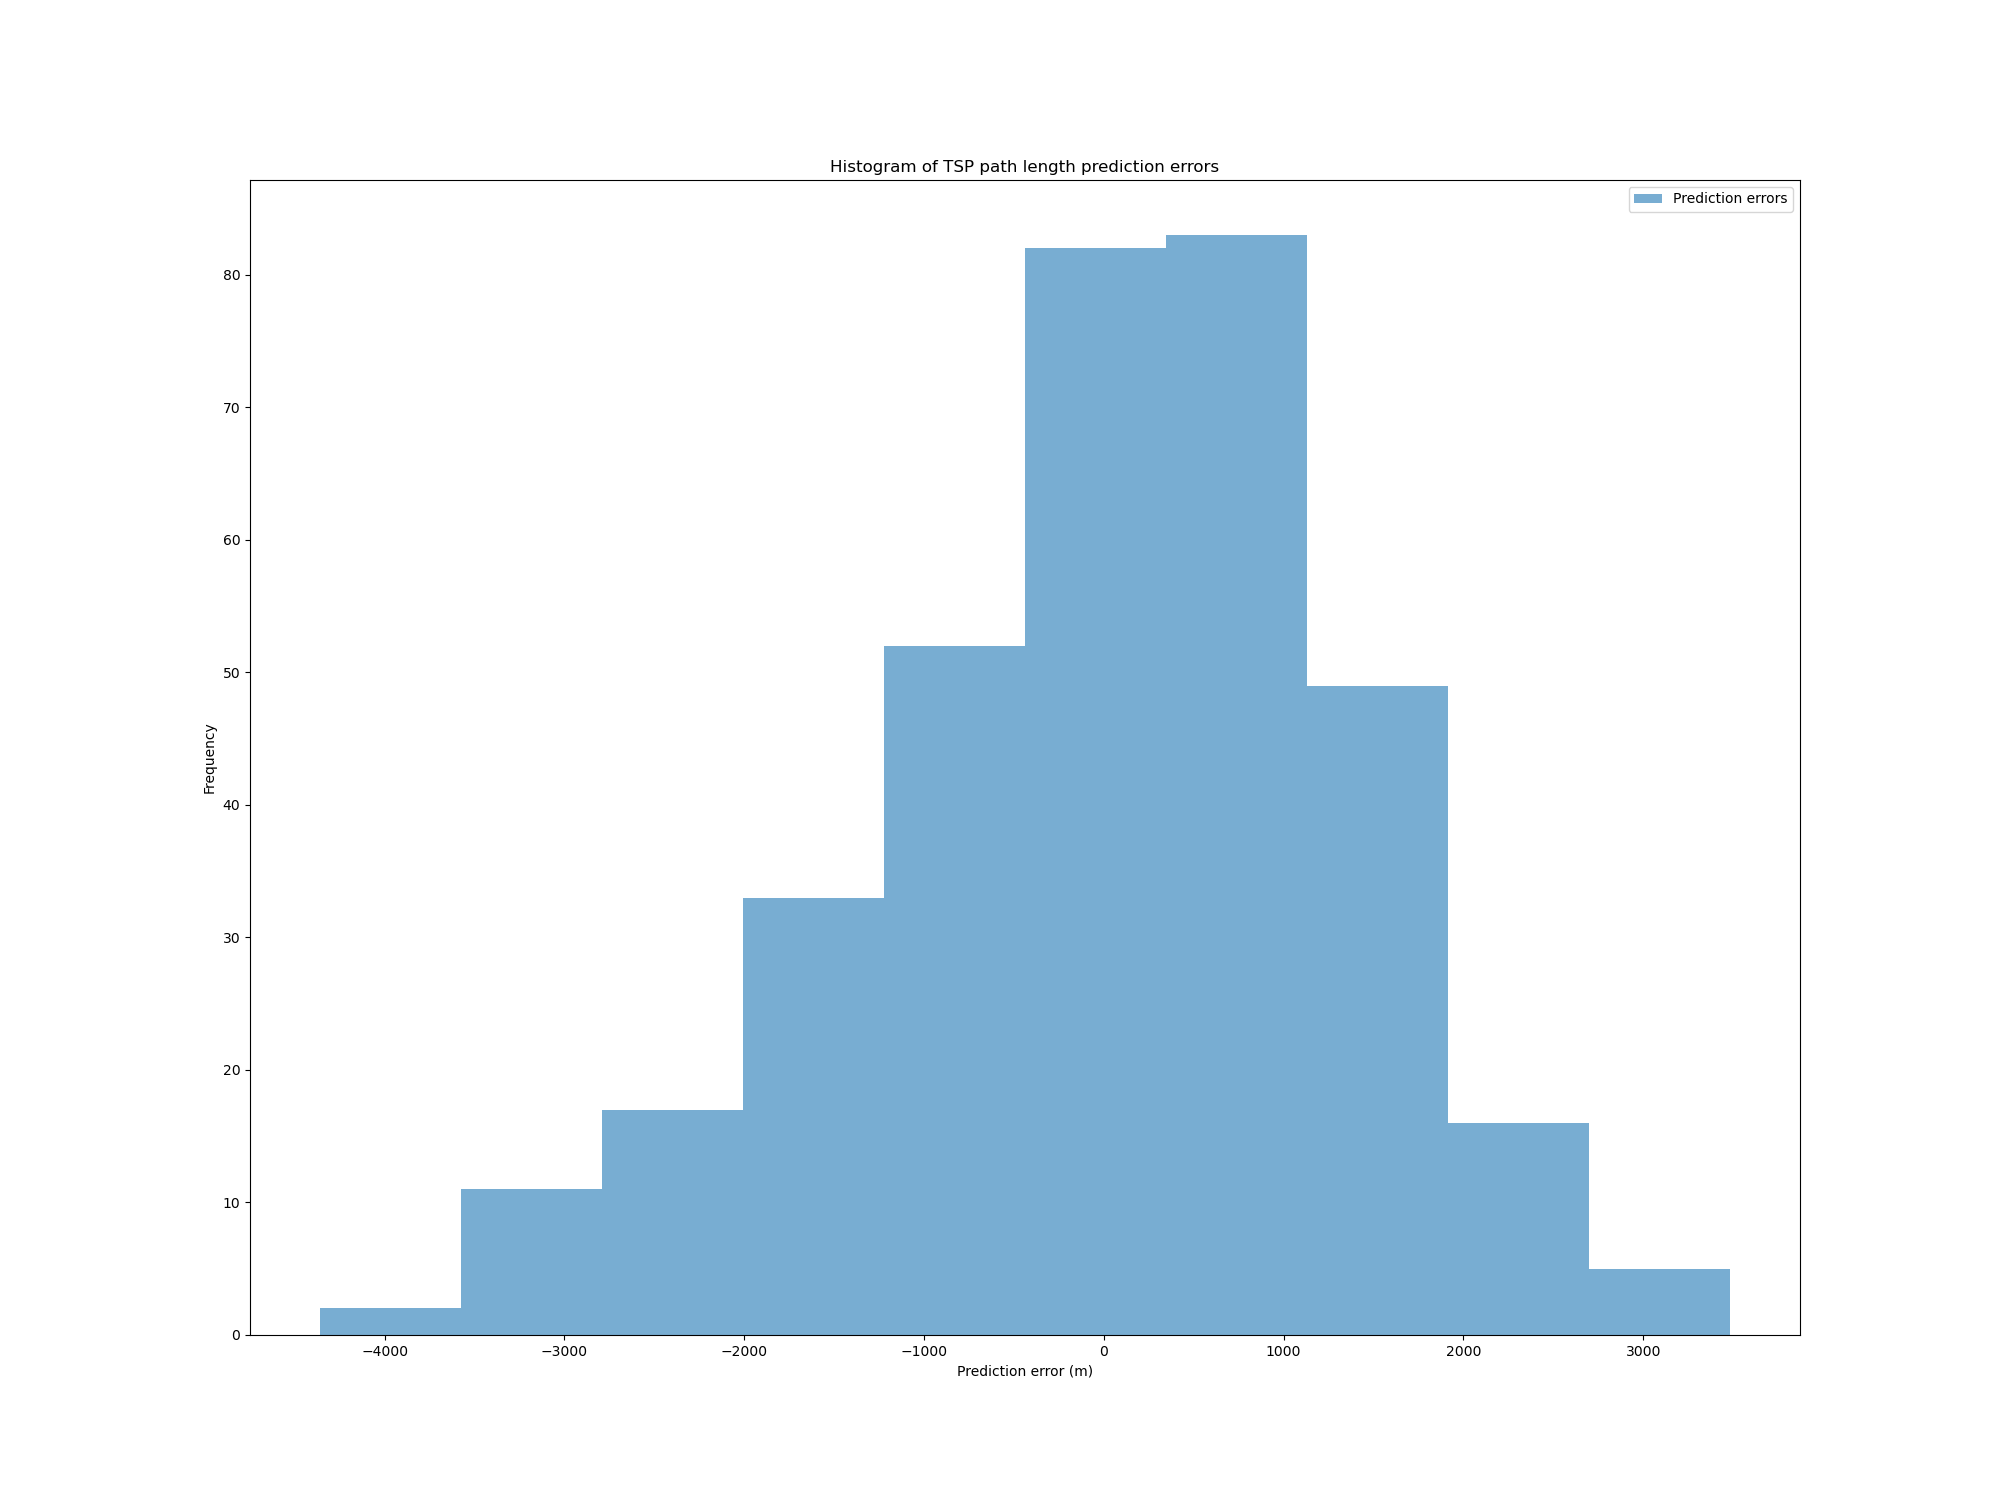 Histogram of TSP path length prediction errors
Prediction errors
80
70
60
50
40
30
20
10
0
Frequency
−4000 −3000 −2000 −1000 0 1000 2000 3000
Prediction error (m)